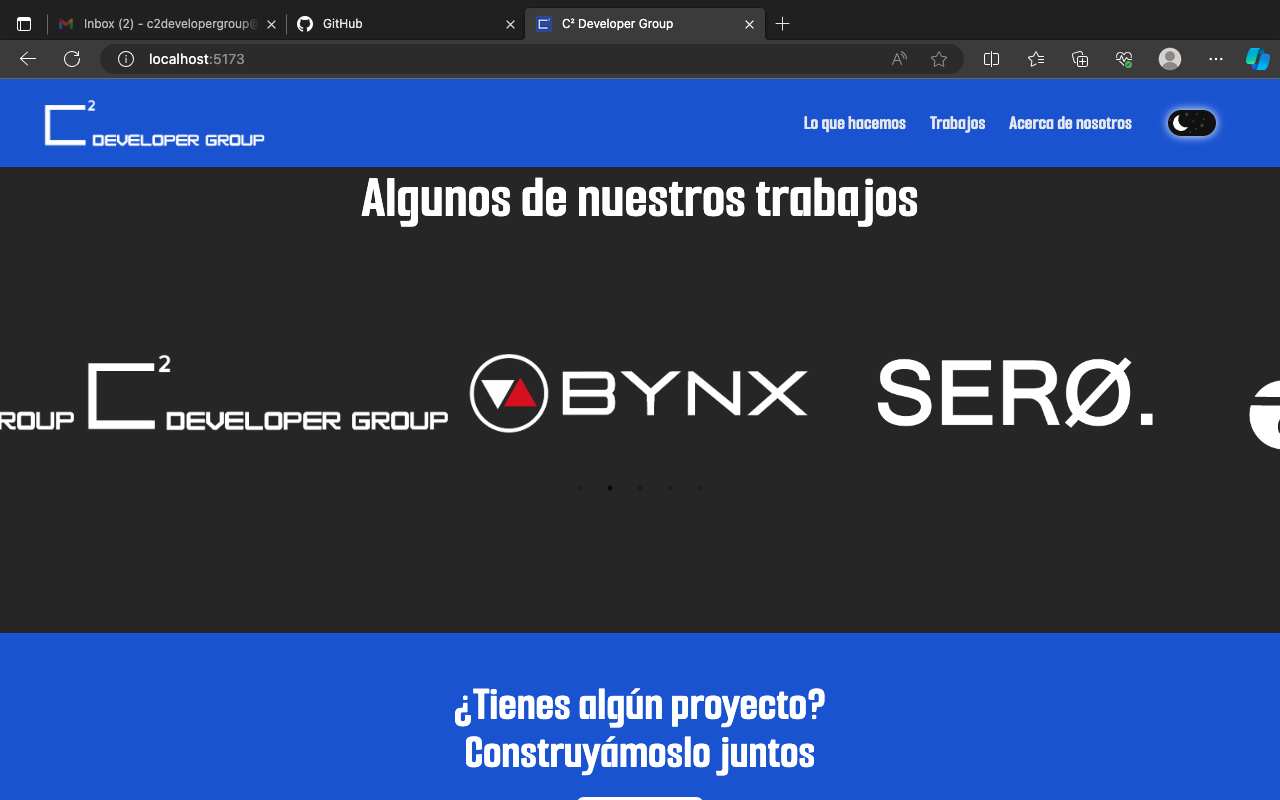 Inbox (2) - c2developergroup@
GitHub
C² Developer Group
localhost:5173
C²
DEVELOPER GROUP
Lo que hacemos
Trabajos
Acerca de nosotros
Algunos de nuestros trabajos
ROUP
C²
DEVELOPER GROUP
BYNX
SERØ.
¿Tienes algún proyecto?
Construyámoslo juntos